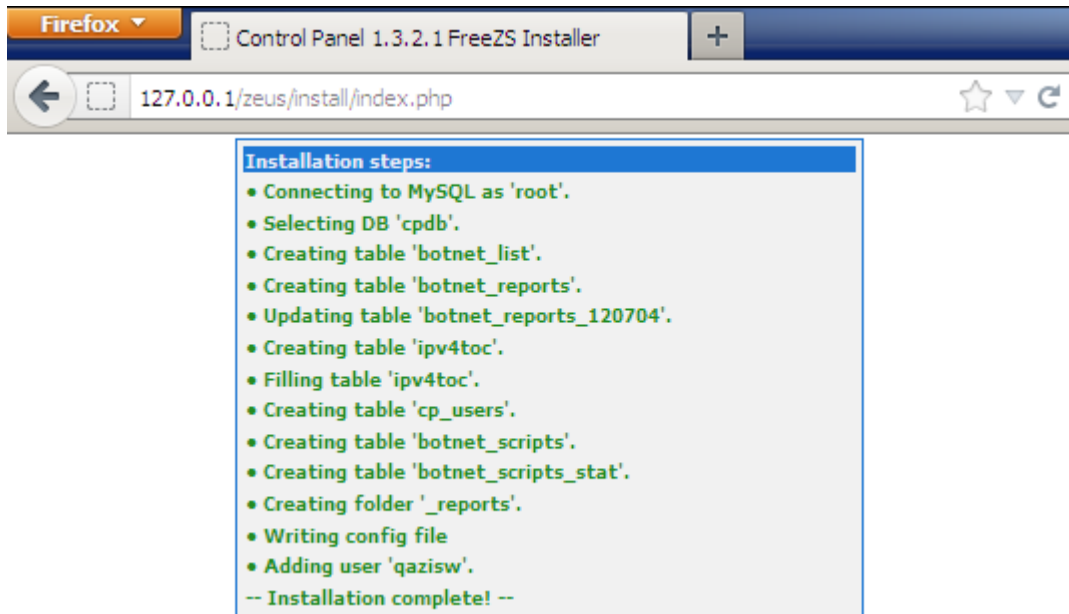 Firefox
Control Panel 1.3.2.1 FreeZS Installer
127.0.0.1/zeus/install/index.php
Installation steps:
• Connecting to MySQL as 'root'.
• Selecting DB 'cpdb'.
• Creating table 'botnet_list'.
• Creating table 'botnet_reports'.
• Updating table 'botnet_reports_120704'.
• Creating table 'ipv4toc'.
• Filling table 'ipv4toc'.
• Creating table 'cp_users'.
• Creating table 'botnet_scripts'.
• Creating table 'botnet_scripts_stat'.
• Creating folder '_reports'.
• Writing config file
• Adding user 'qazisw'.
-- Installation complete! --